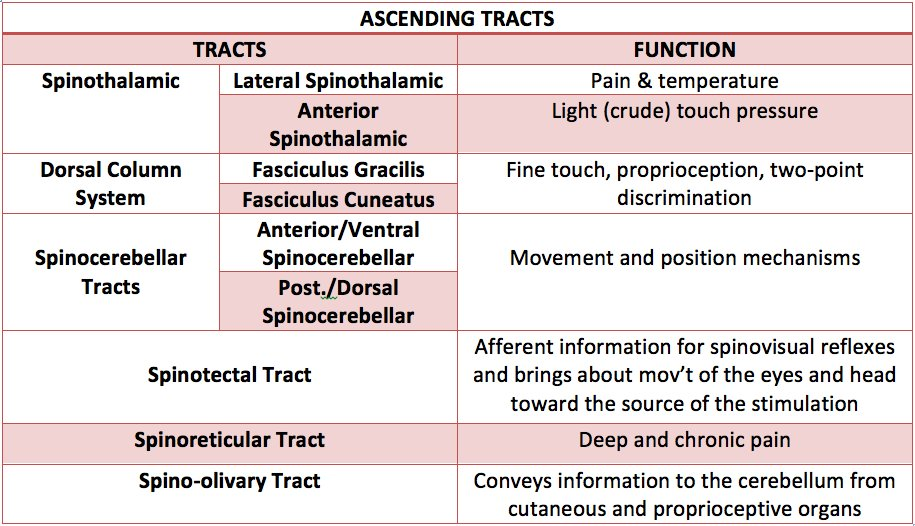 ASCENDING TRACTS
TRACTS
FUNCTION
Spinothalamic
Lateral Spinothalamic
Pain & temperature
Anterior
Spinothalamic
Light (crude) touch pressure
Dorsal Column
System
Fasciculus Gracilis
Fasciculus Cuneatus
Fine touch, proprioception, two-point
discrimination
Spinocerebellar
Tracts
Anterior/Ventral
Spinocerebellar
Post./Dorsal
Spinocerebellar
Movement and position mechanisms
Spinotectal Tract
Afferent information for spinovisual reflexes
and brings about mov’t of the eyes and head
toward the source of the stimulation
Spinoreticular Tract
Deep and chronic pain
Spino-olivary Tract
Conveys information to the cerebellum from
cutaneous and proprioceptive organs